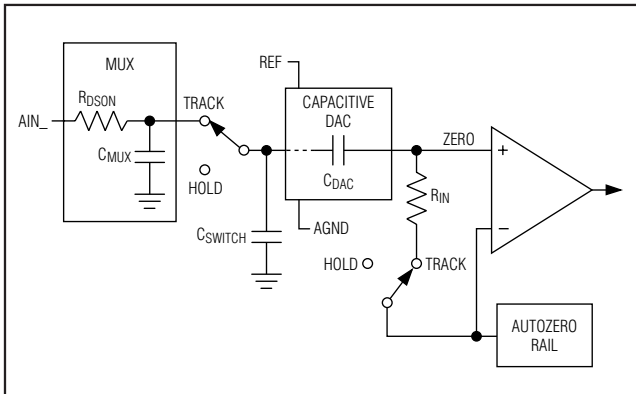 MUX
REF
RDSON
TRACK
CAPACITIVE
DAC
AIN_
ZERO
+
CMUX
CDAC
HOLD
RIN
−
CSWITCH
AGND
HOLD
TRACK
AUTOZERO
RAIL